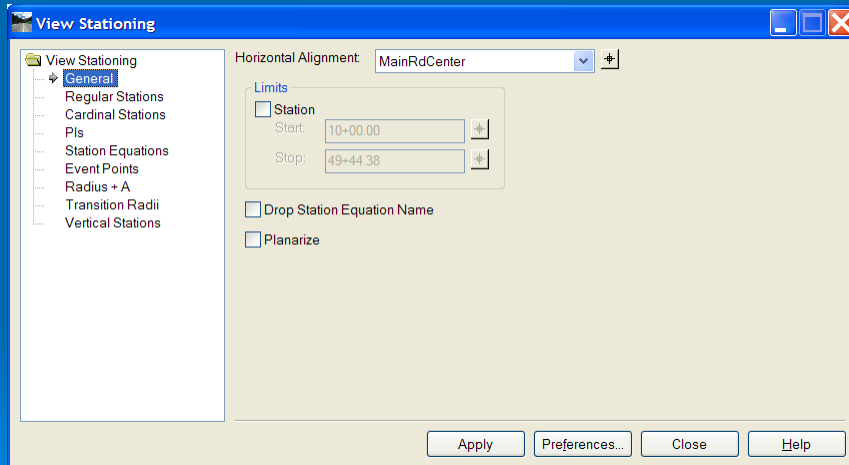 View Stationing
View Stationing
General
Regular Stations
Cardinal Stations
PIs
Station Equations
Event Points
Radius + A
Transition Radii
Vertical Stations
Horizontal Alignment:
MainRdCenter
Limits
Station
Start:
10+00.00
Stop:
49+44.38
Drop Station Equation Name
Planarize
Apply
Preferences...
Close
Help